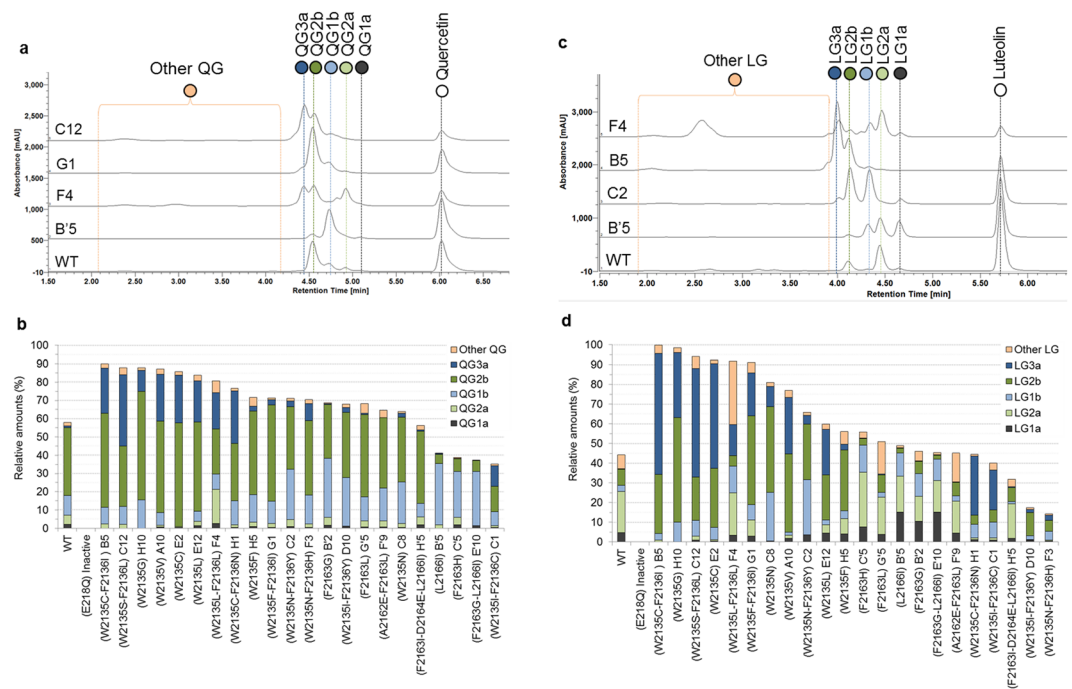 a
Other QG
QG3a
QG2b
QG1b
QG2a
QG1a
Quercetin
Absorbance [mAU]
3,000
2,000
1,000
500
-10
C12
G1
F4
B'5
WT
1.50 2.00 2.50 3.00 3.50 4.00 4.50 5.00 5.50 6.00 6.50
Retention Time [min]
c
Other LG
LG3a
LG2b
LG1b
LG2a
LG1a
Luteolin
Absorbance [mAU]
3,000
2,000
1,000
-10
F4
B5
C2
B'5
WT
1.50 2.00 2.50 3.00 3.50 4.00 4.50 5.00 5.50 6.00
Retention Time [min]
b
Relative amounts (%)
100
90
80
70
60
50
40
30
20
10
0
Other QG
QG3a
QG2b
QG1b
QG2a
QG1a
WT
(E218Q) Inactive
(W2135C-F2136I ) B5
(W2135S-F2136L) C12
(W2135G) H10
(W2135V) A10
(W2135C) E2
(W2135L) E12
(W2135L-F2136L) F4
(W2135C-F2136N) H1
(W2135F) H5
(W2135F-F2136I) G1
(W2135N-F2136Y) C2
(W2135N-F2136H) F3
(F2163G) B'2
(W2135I-F2136Y) D10
(F2163L) G'5
(A2162E-F2163L) F9
(W2135N) C8
(F2163I-D2164E-L2166I) H'5
(L2166I) B'5
(F2163H) C'5
(F2163G-L2166I) E'10
(W2135I-F2136C) C1
d
Relative amounts (%)
100
90
80
70
60
50
40
30
20
10
0
Other LG
LG3a
LG2b
LG1b
LG2a
LG1a
WT
(E218Q) Inactive
(W2135C-F2136I ) B5
(W2135G) H10
(W2135S-F2136L) C12
(W2135C) E2
(W2135L-F2136L) F4
(W2135F-F2136I) G1
(W2135N) C8
(W2135V) A10
(W2135N-F2136Y) C2
(W2135L) E12
(W2135F) H5
(F2163H) C'5
(F2163L) G'5
(L2166I) B'5
(F2163G) B'2
(F2163G-L2166I) E'10
(A2162E-F2163L) F9
(W2135C-F2136N) H1
(W2135I-F2136C) C1
(F2163I-D2164E-L2166I) H'5
(W2135I-F2136Y) D10
(W2135N-F2136H) F3